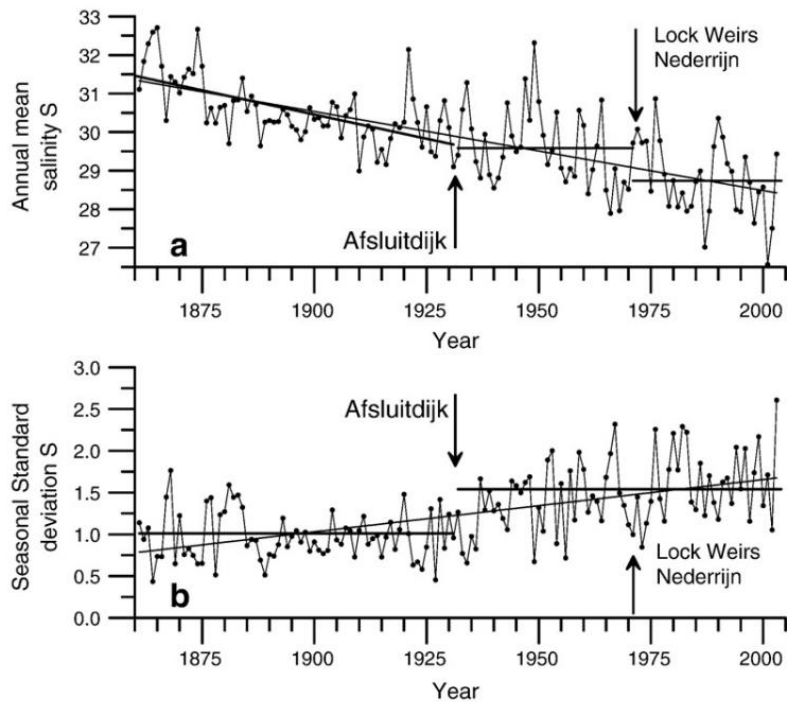 33
32
31
30
29
28
27
Annual mean
salinity S
Lock Weirs
Nederrijn
Afsluitdijk
a
1875
1900
1925
1950
1975
2000
Year
3.0
2.5
2.0
1.5
1.0
0.5
0.0
Seasonal Standard
deviation S
Afsluitdijk
Lock Weirs
Nederrijn
b
1875
1900
1925
1950
1975
2000
Year